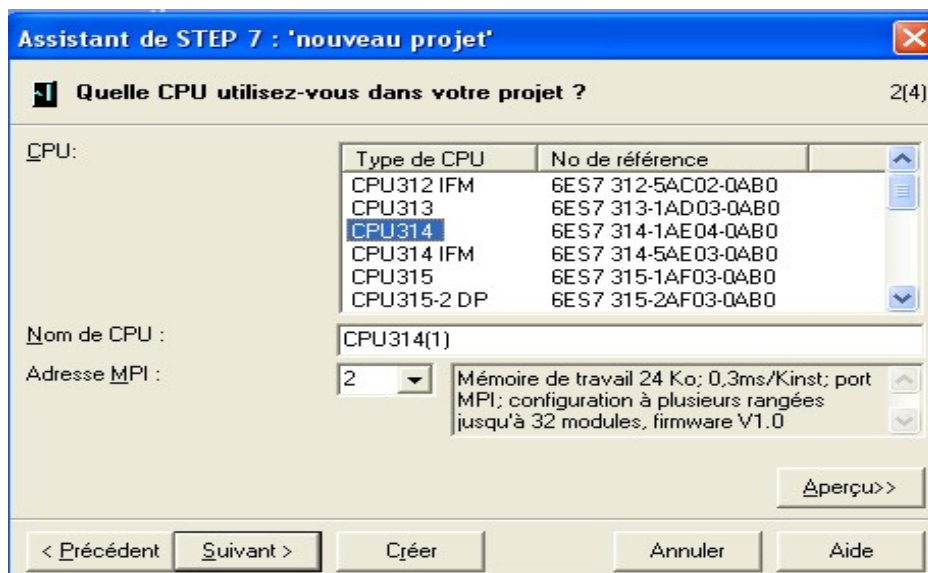 Assistant de STEP 7 : 'nouveau projet'
Quelle CPU utilisez-vous dans votre projet ? 2(4)
CPU:
Type de CPU No de référence
CPU312 IFM 6ES7 312-5AC02-0AB0
CPU313 6ES7 313-1AD03-0AB0
CPU314 6ES7 314-1AE04-0AB0
CPU314 IFM 6ES7 314-5AE03-0AB0
CPU315 6ES7 315-1AF03-0AB0
CPU315-2 DP 6ES7 315-2AF03-0AB0
Nom de CPU : CPU314(1)
Adresse MPI : 2
Mémoire de travail 24 Ko; 0,3ms/Kinst; port
MPI; configuration à plusieurs rangées
jusqu'à 32 modules, firmware V1.0
Aperçu>>
< Précédent Suivant > Créer Annuler Aide